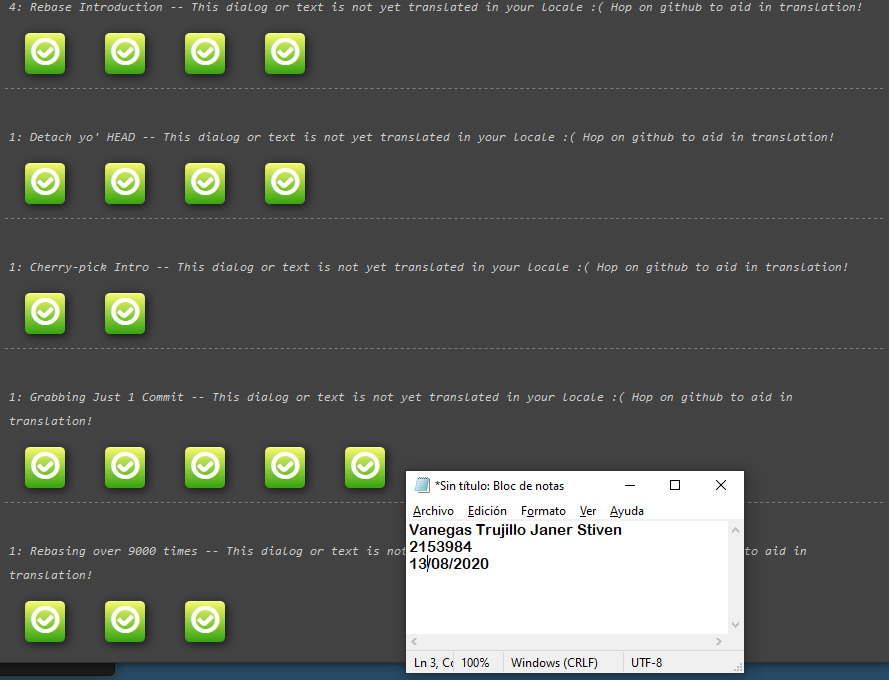 4: Rebase Introduction -- This dialog or text is not yet translated in your locale :( Hop on github to aid in translation!
1: Detach yo' HEAD -- This dialog or text is not yet translated in your locale :( Hop on github to aid in translation!
1: Cherry-pick Intro -- This dialog or text is not yet translated in your locale :( Hop on github to aid in translation!
1: Grabbing Just 1 Commit -- This dialog or text is not yet translated in your locale :( Hop on github to aid in
translation!
1: Rebasing over 9000 times -- This dialog or text is not
to aid in
translation!
*Sin título: Bloc de notas
Archivo Edición Formato Ver Ayuda
Vanegas Trujillo Janer Stiven
2153984
13/08/2020
Ln 3, Co 100% Windows (CRLF) UTF-8